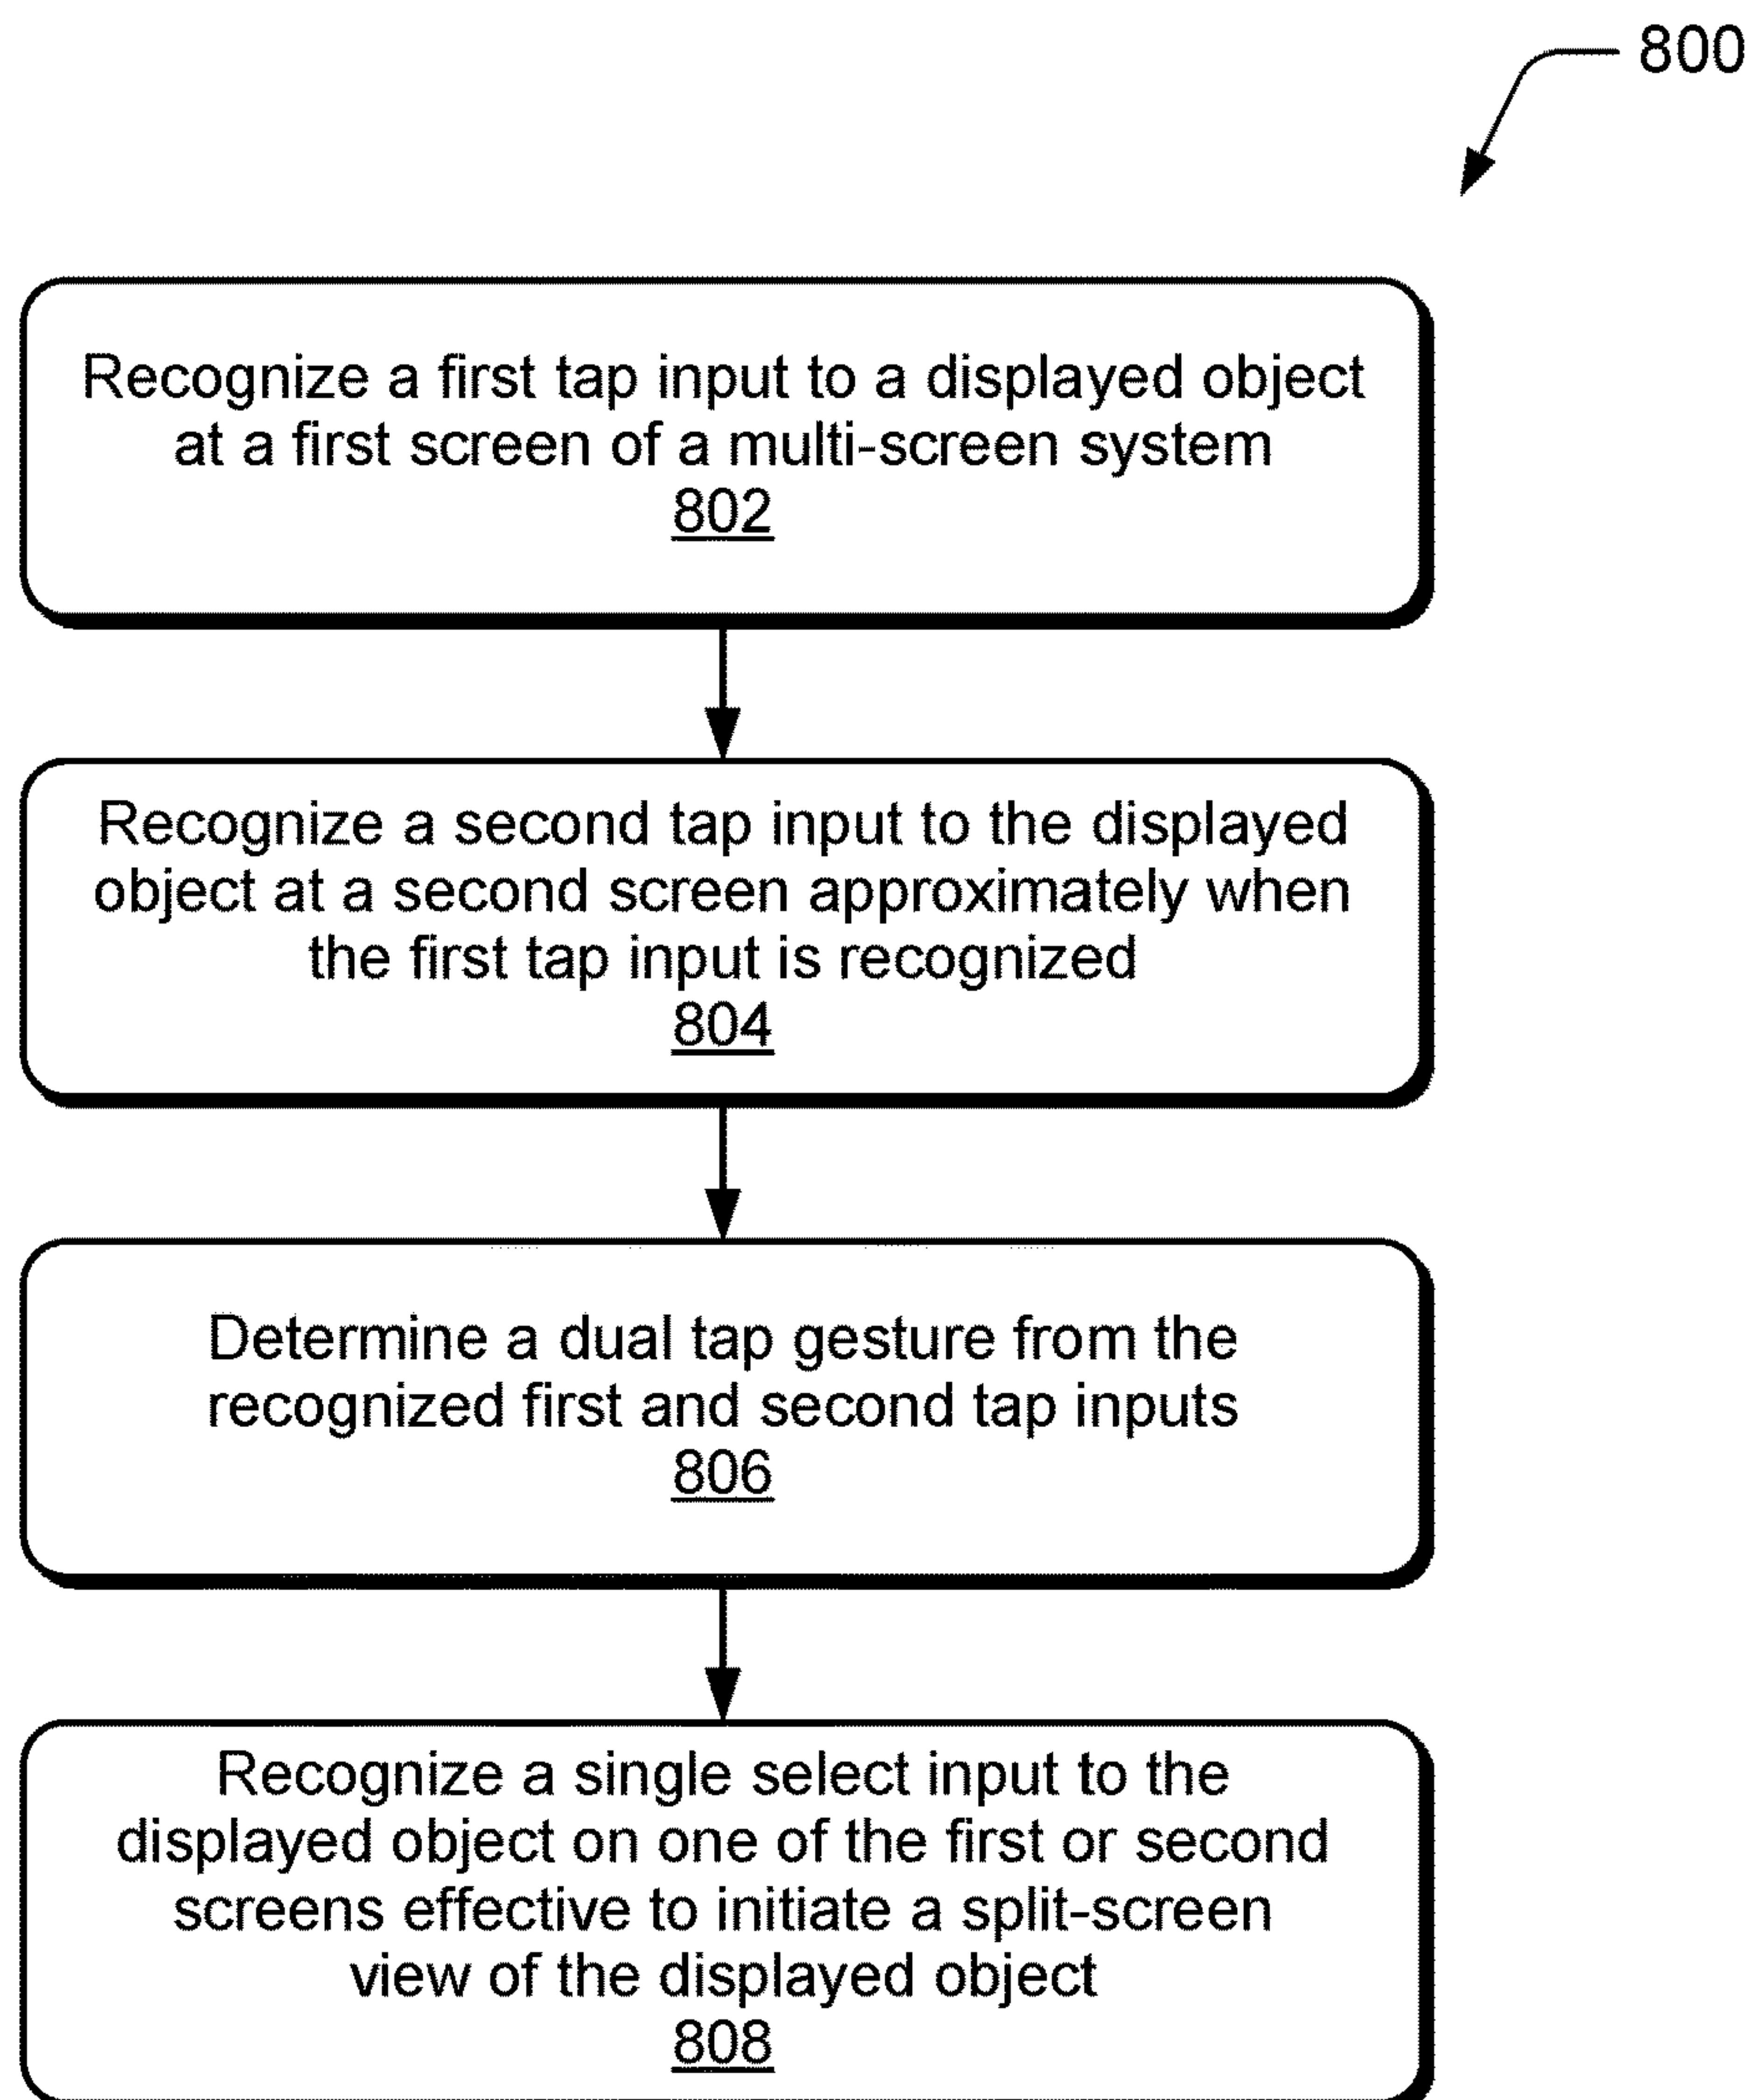 800
Recognize a first tap input to a displayed object
at a first screen of a multi-screen system
802
Recognize a second tap input to the displayed
object at a second screen approximately when
the first tap input is recognized
804
Determine a dual tap gesture from the
recognized first and second tap inputs
806
Recognize a single select input to the
displayed object on one of the first or second
screens effective to initiate a split-screen
view of the displayed object
808